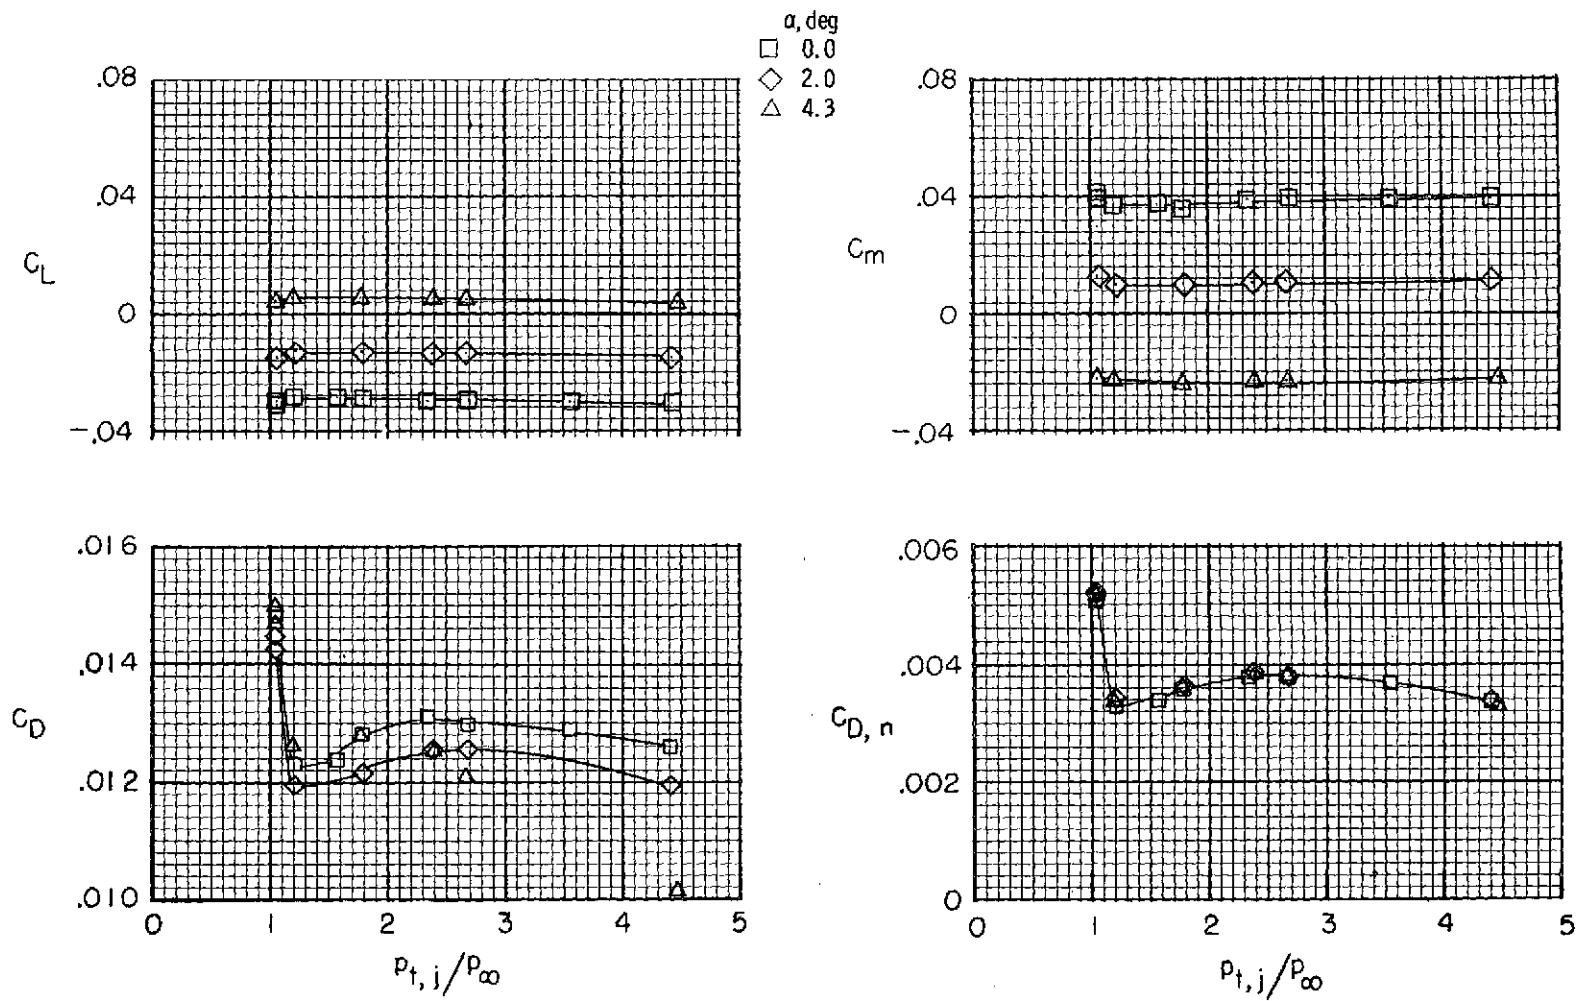 α, deg
□ 0.0
◇ 2.0
△ 4.3
.08
.04
0
-.04
C_L
.08
.04
0
-.04
C_m
.016
.014
.012
.010
C_D
0 1 2 3 4 5
p_t, j/p_∞
.006
.004
.002
0
C_D, n
0 1 2 3 4 5
p_t, j/p_∞